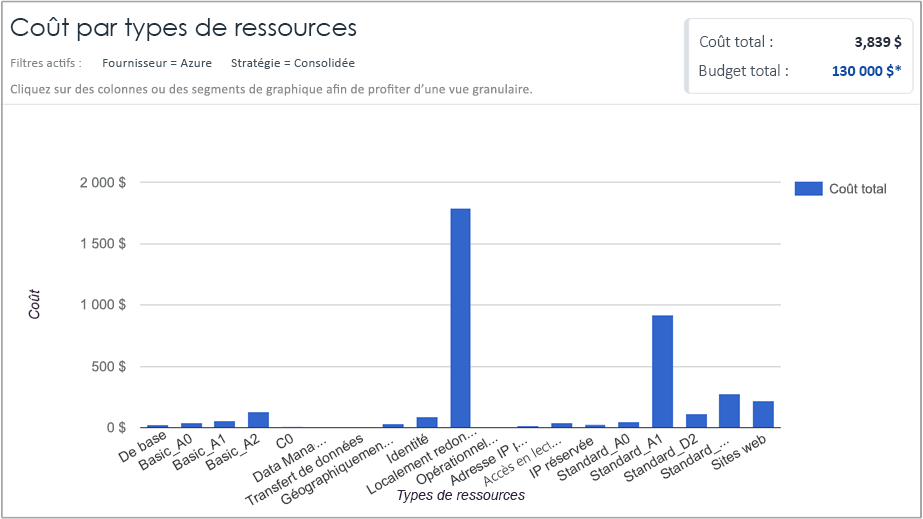 Coût par types de ressources
Filtres actifs : Fournisseur = Azure Stratégie = Consolidée
Cliquez sur des colonnes ou des segments de graphique afin de profiter d’une vue granulaire.
Coût total : 3,839 $
Budget total : 130 000 $*
2 000 $
1 500 $
1 000 $
500 $
0 $
Coût
Coût total
De base
Basic_A0
Basic_A1
Basic_A2
C0
Data Mana...
Transfert de données
Géographiquemen...
Identité
Localement redon...
Opérationnel...
Adresse IP I...
Accès en lect...
IP réservée
Standard_A0
Standard_A1
Standard_D2
Standard_...
Sites web
Types de ressources